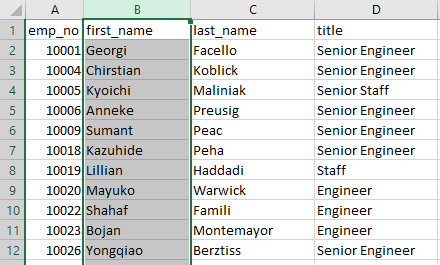 A B C D
1 emp_no first_name last_name title
2 10001 Georgi Facello Senior Engineer
3 10004 Chirstian Koblick Senior Engineer
4 10005 Kyoichi Maliniak Senior Staff
5 10006 Anneke Preusig Senior Engineer
6 10009 Sumant Peac Senior Engineer
7 10018 Kazuhide Peha Senior Engineer
8 10019 Lillian Haddadi Staff
9 10020 Mayuko Warwick Engineer
10 10022 Shahaf Famili Engineer
11 10023 Bojan Montemayor Engineer
12 10026 Yongqiao Berztiss Senior Engineer